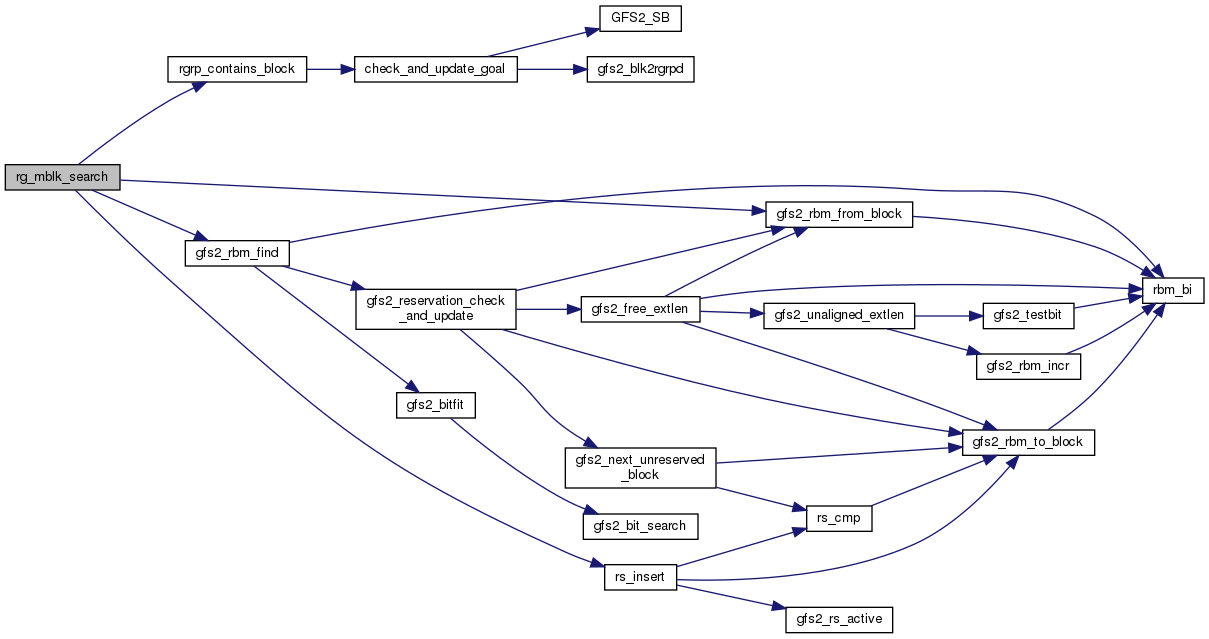 GFS2_SB
rgrp_contains_block
check_and_update_goal
gfs2_blk2rgrpd
rg_mblk_search
gfs2_rbm_from_block
gfs2_rbm_find
rbm_bi
gfs2_reservation_check
_and_update
gfs2_free_extlen
gfs2_unaligned_extlen
gfs2_testbit
gfs2_rbm_incr
gfs2_bitfit
gfs2_rbm_to_block
gfs2_next_unreserved
_block
gfs2_bit_search
rs_cmp
rs_insert
gfs2_rs_active